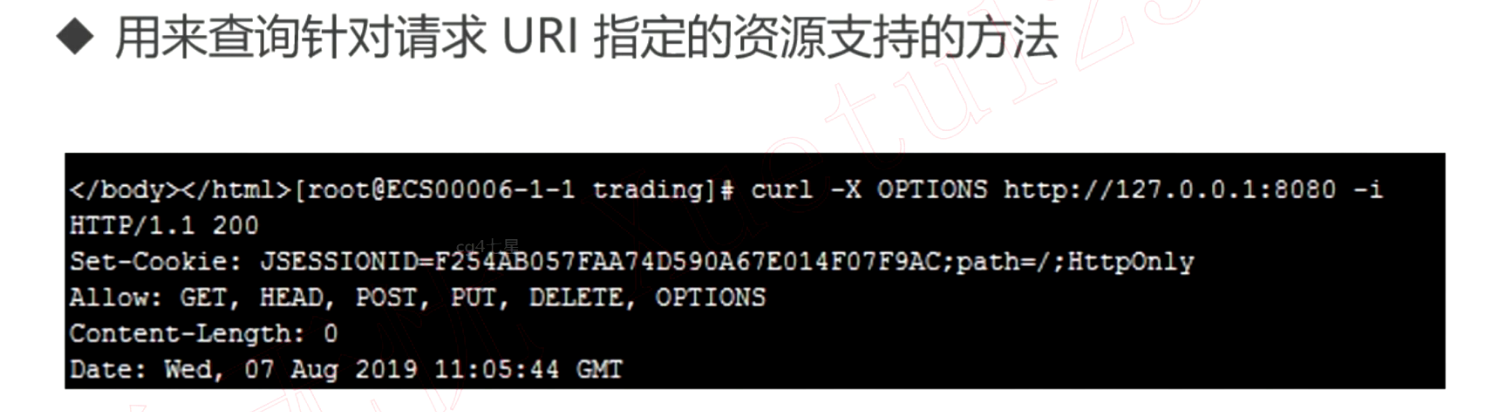 ◆ 用来查询针对请求 URI 指定的资源支持的方法
</body></html>[root@ECS00006-1-1 trading]# curl -X OPTIONS http://127.0.0.1:8080 -i
HTTP/1.1 200
Set-Cookie: JSESSIONID=F254AB057FAA74D590A67E014F07F9AC;path=/;HttpOnly
Allow: GET, HEAD, POST, PUT, DELETE, OPTIONS
Content-Length: 0
Date: Wed, 07 Aug 2019 11:05:44 GMT